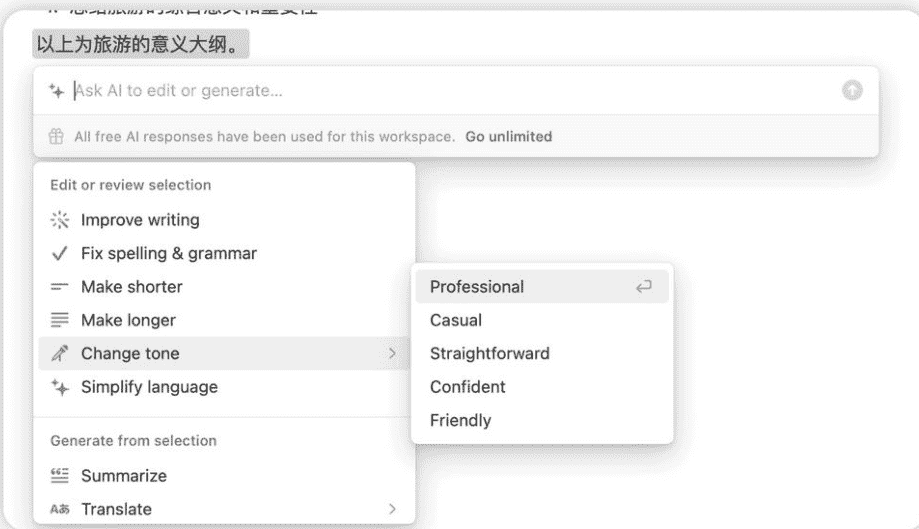 以上为旅游的意义大纲。
Ask AI to edit or generate...
All free AI responses have been used for this workspace. Go unlimited
Edit or review selection
Improve writing
Fix spelling & grammar
Make shorter
Make longer
Change tone
Simplify language
Generate from selection
Summarize
Translate
Professional
Casual
Straightforward
Confident
Friendly